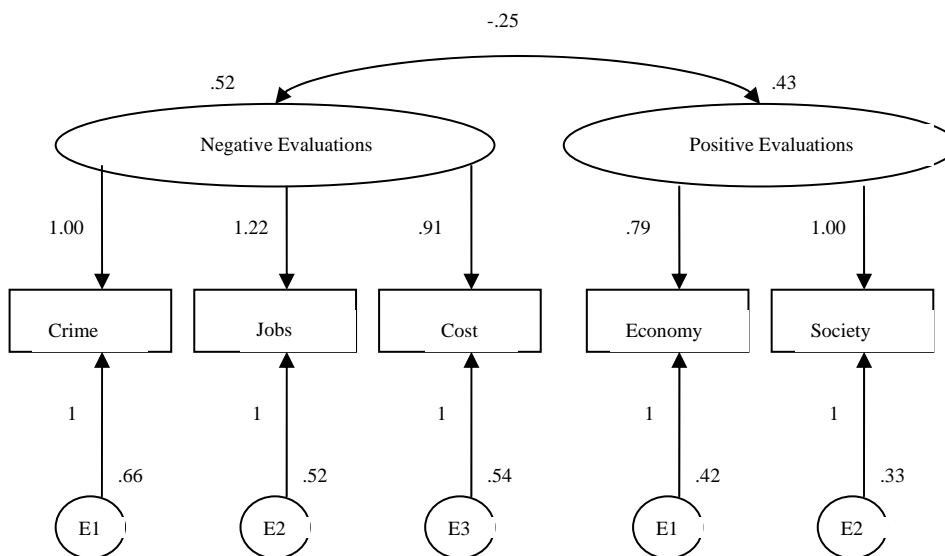 -.25
.52 .43
Negative Evaluations Positive Evaluations
1.00 1.22 .91 .79 1.00
Crime Jobs Cost Economy Society
1 1 1 1 1
.66 .52 .54 .42 .33
E1 E2 E3 E1 E2